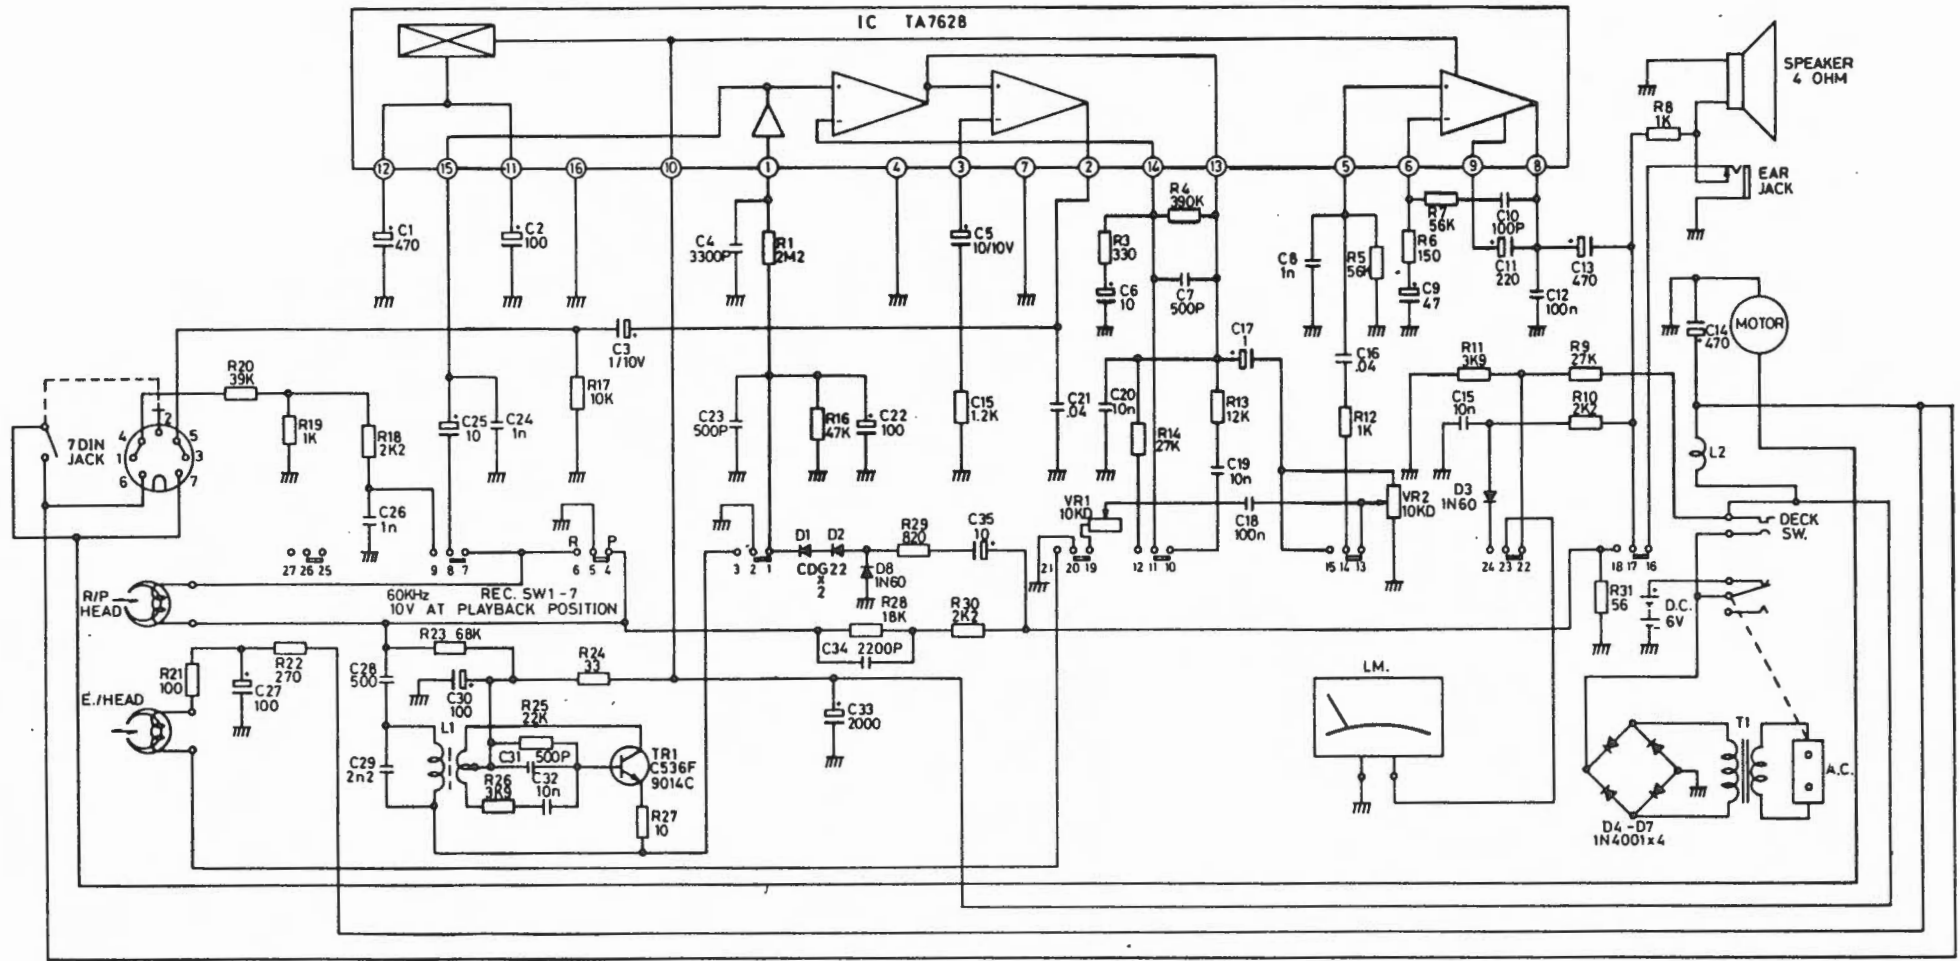 IC TA7628
12
15
11
16
10
1
4
3
7
2
14
13
5
6
9
8
SPEAKER
4 OHM
R8
1K
EAR
JACK
C1
470
C2
100
C4
3300P
R1
2M2
C5
10/10V
R4
390K
R3
330
C6
10
C7
500P
C8
1n
R5
56K
R7
56K
C10
100P
R6
150
C9
47
C11
220
C13
470
C12
100n
C14
470
MOTOR
C3
1/10V
R20
39K
R19
1K
R18
2K2
C26
1n
C25
10
C24
1n
R17
10K
C23
500P
R16
47K
C22
100
C15
1.2K
C21
.04
C20
10n
R14
27K
C17
1
R13
12K
C19
10n
C16
.04
R12
1K
R11
3K9
R9
27K
C15
10n
R10
2K2
D3
1N60
L2
DECK
SW.
7 DIN
JACK
2
4
5
1
3
6
7
VR1
10KD
C18
100n
VR2
10KD
R
P
D1
D2
CDG22
x
2
D8
1N60
R29
820
C35
10
27
26
25
9
8
7
6
5
4
3
2
1
21
20
19
12
11
10
15
14
13
24
23
22
18
17
16
R/P
HEAD
60KHz REC. SW1-7
10V AT PLAYBACK POSITION
R28
18K
C34 2200P
R30
2K2
R31
56
D.C.
6V
R23 68K
R21
100
R22
270
C27
100
E./HEAD
C28
500
C30
100
R24
33
R25
22K
L1
C31
500P
C29
2n2
R26
3K9
C32
10n
TR1
C536F
9014C
R27
10
C33
2000
LM.
T1
A.C.
D4-D7
1N4001x4